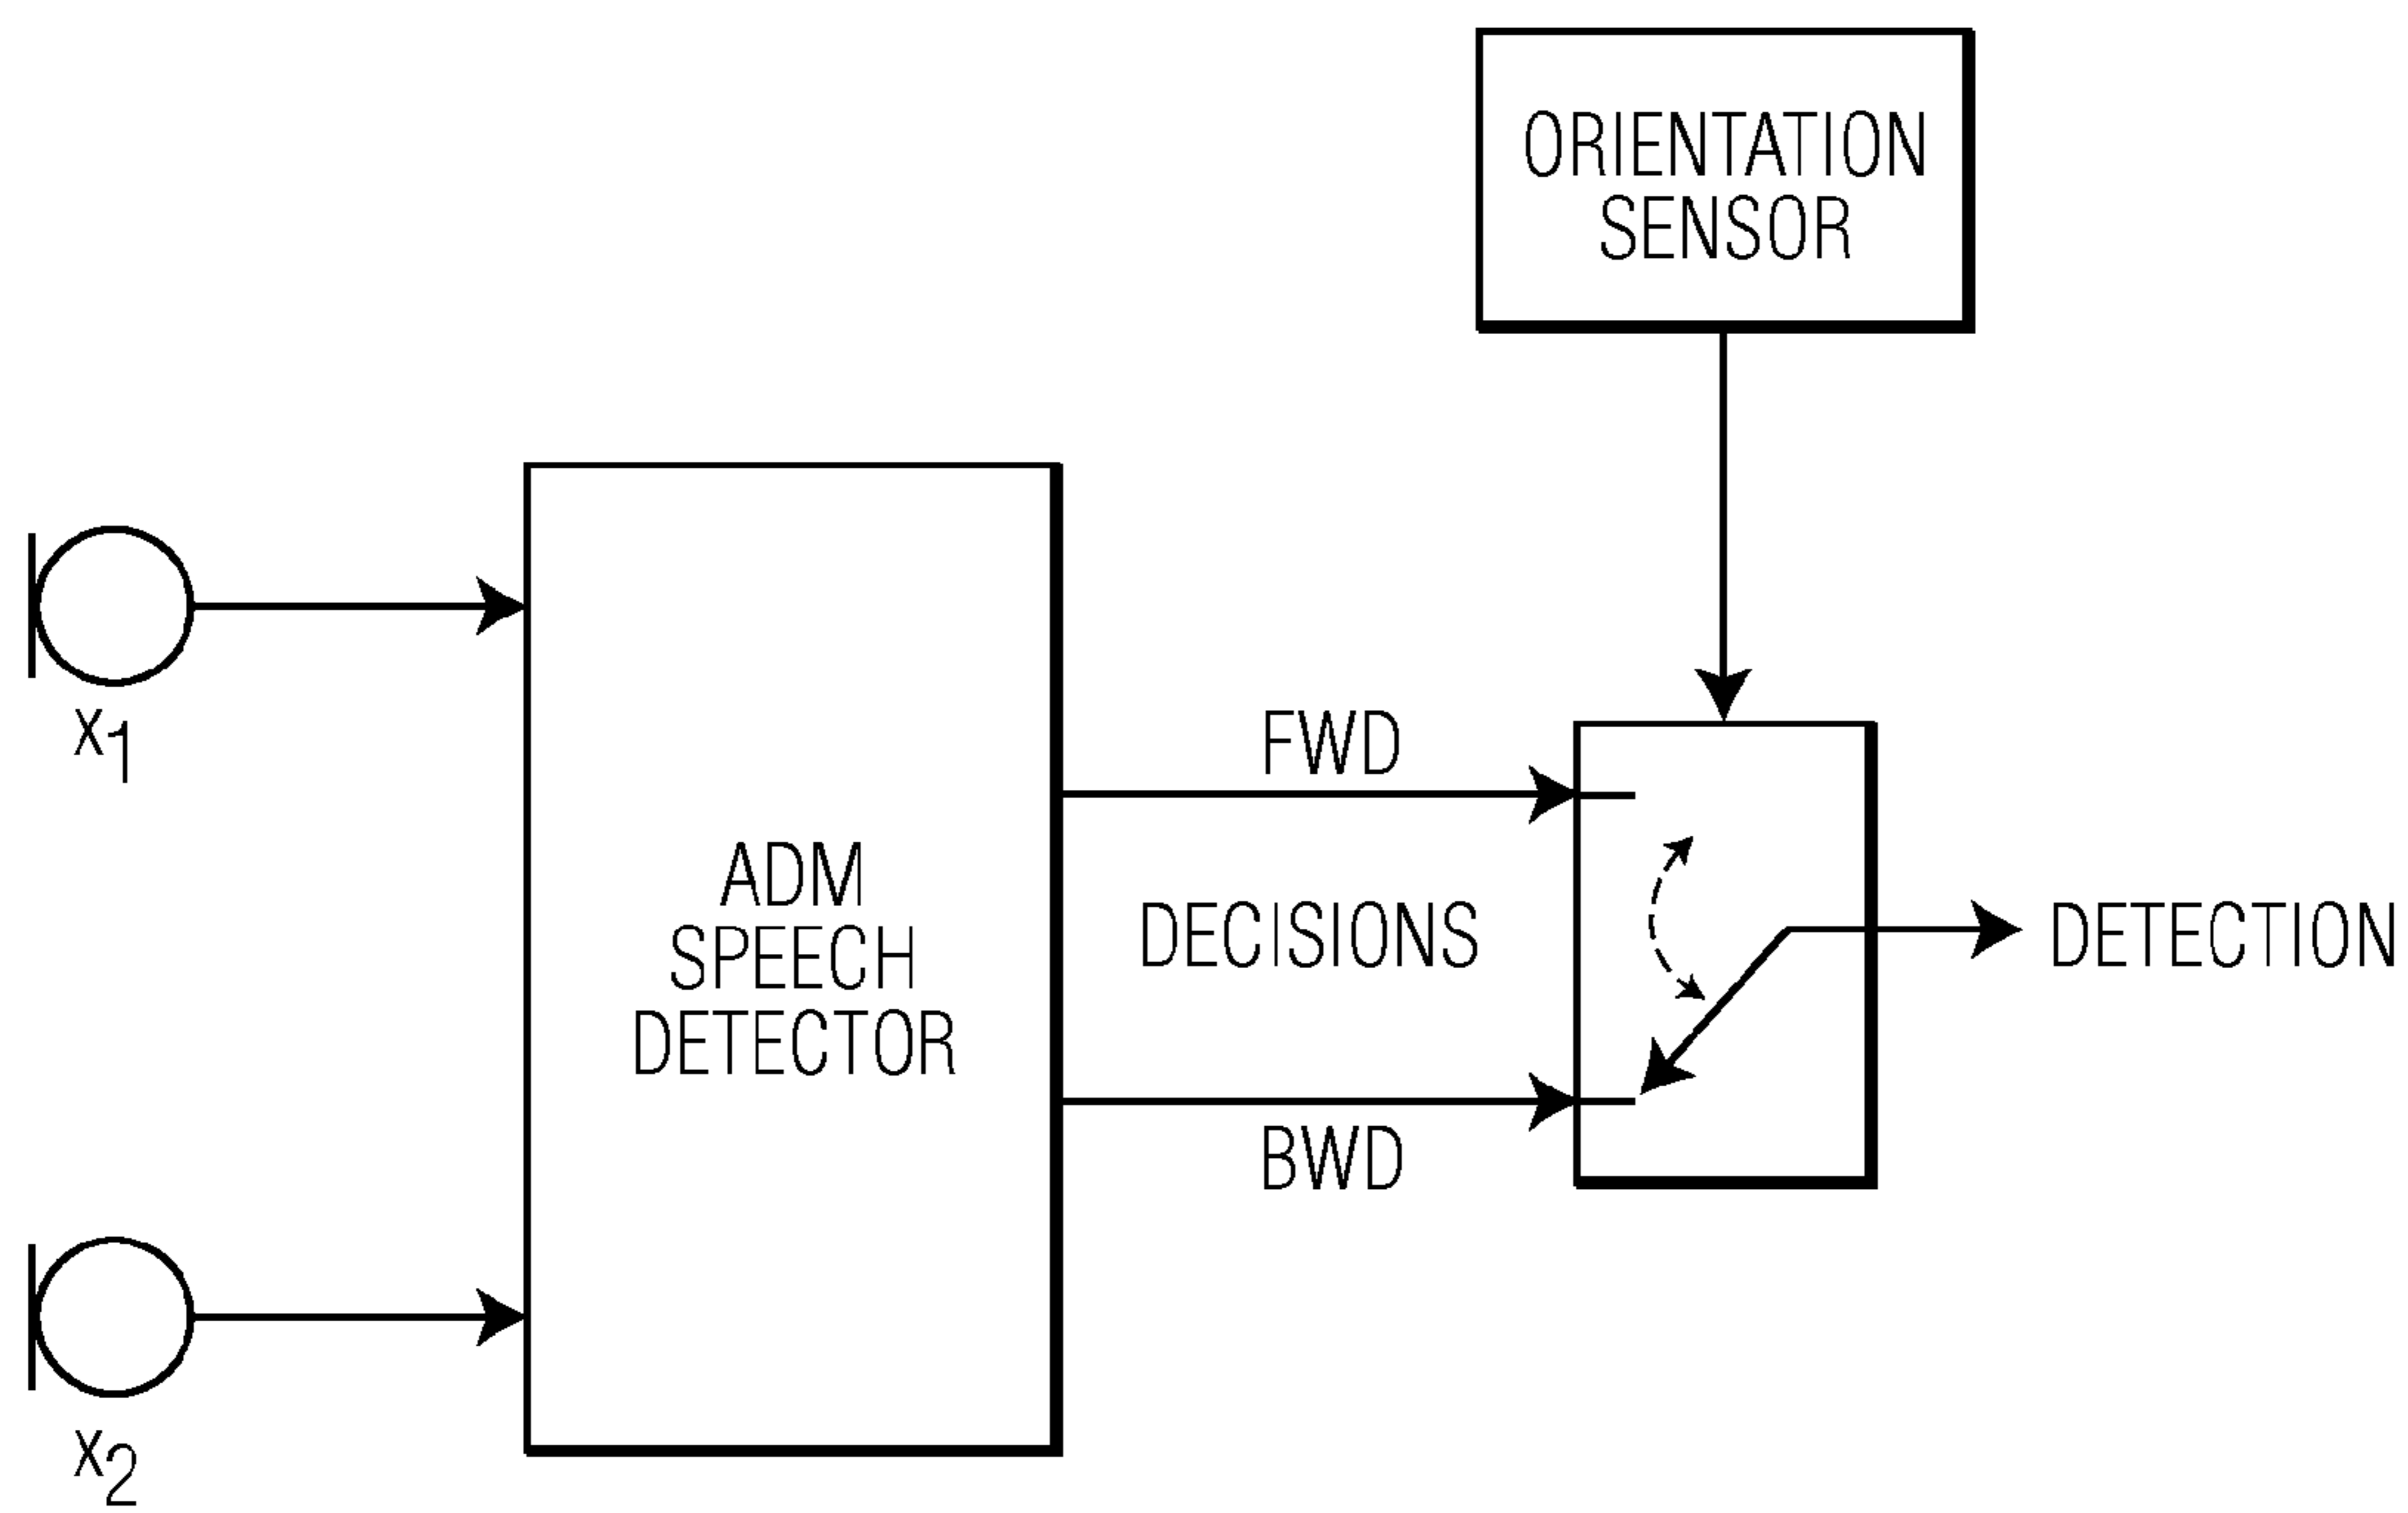 ORIENTATION
SENSOR
x1
FWD
ADM
SPEECH
DETECTOR
DECISIONS
DETECTION
BWD
x2